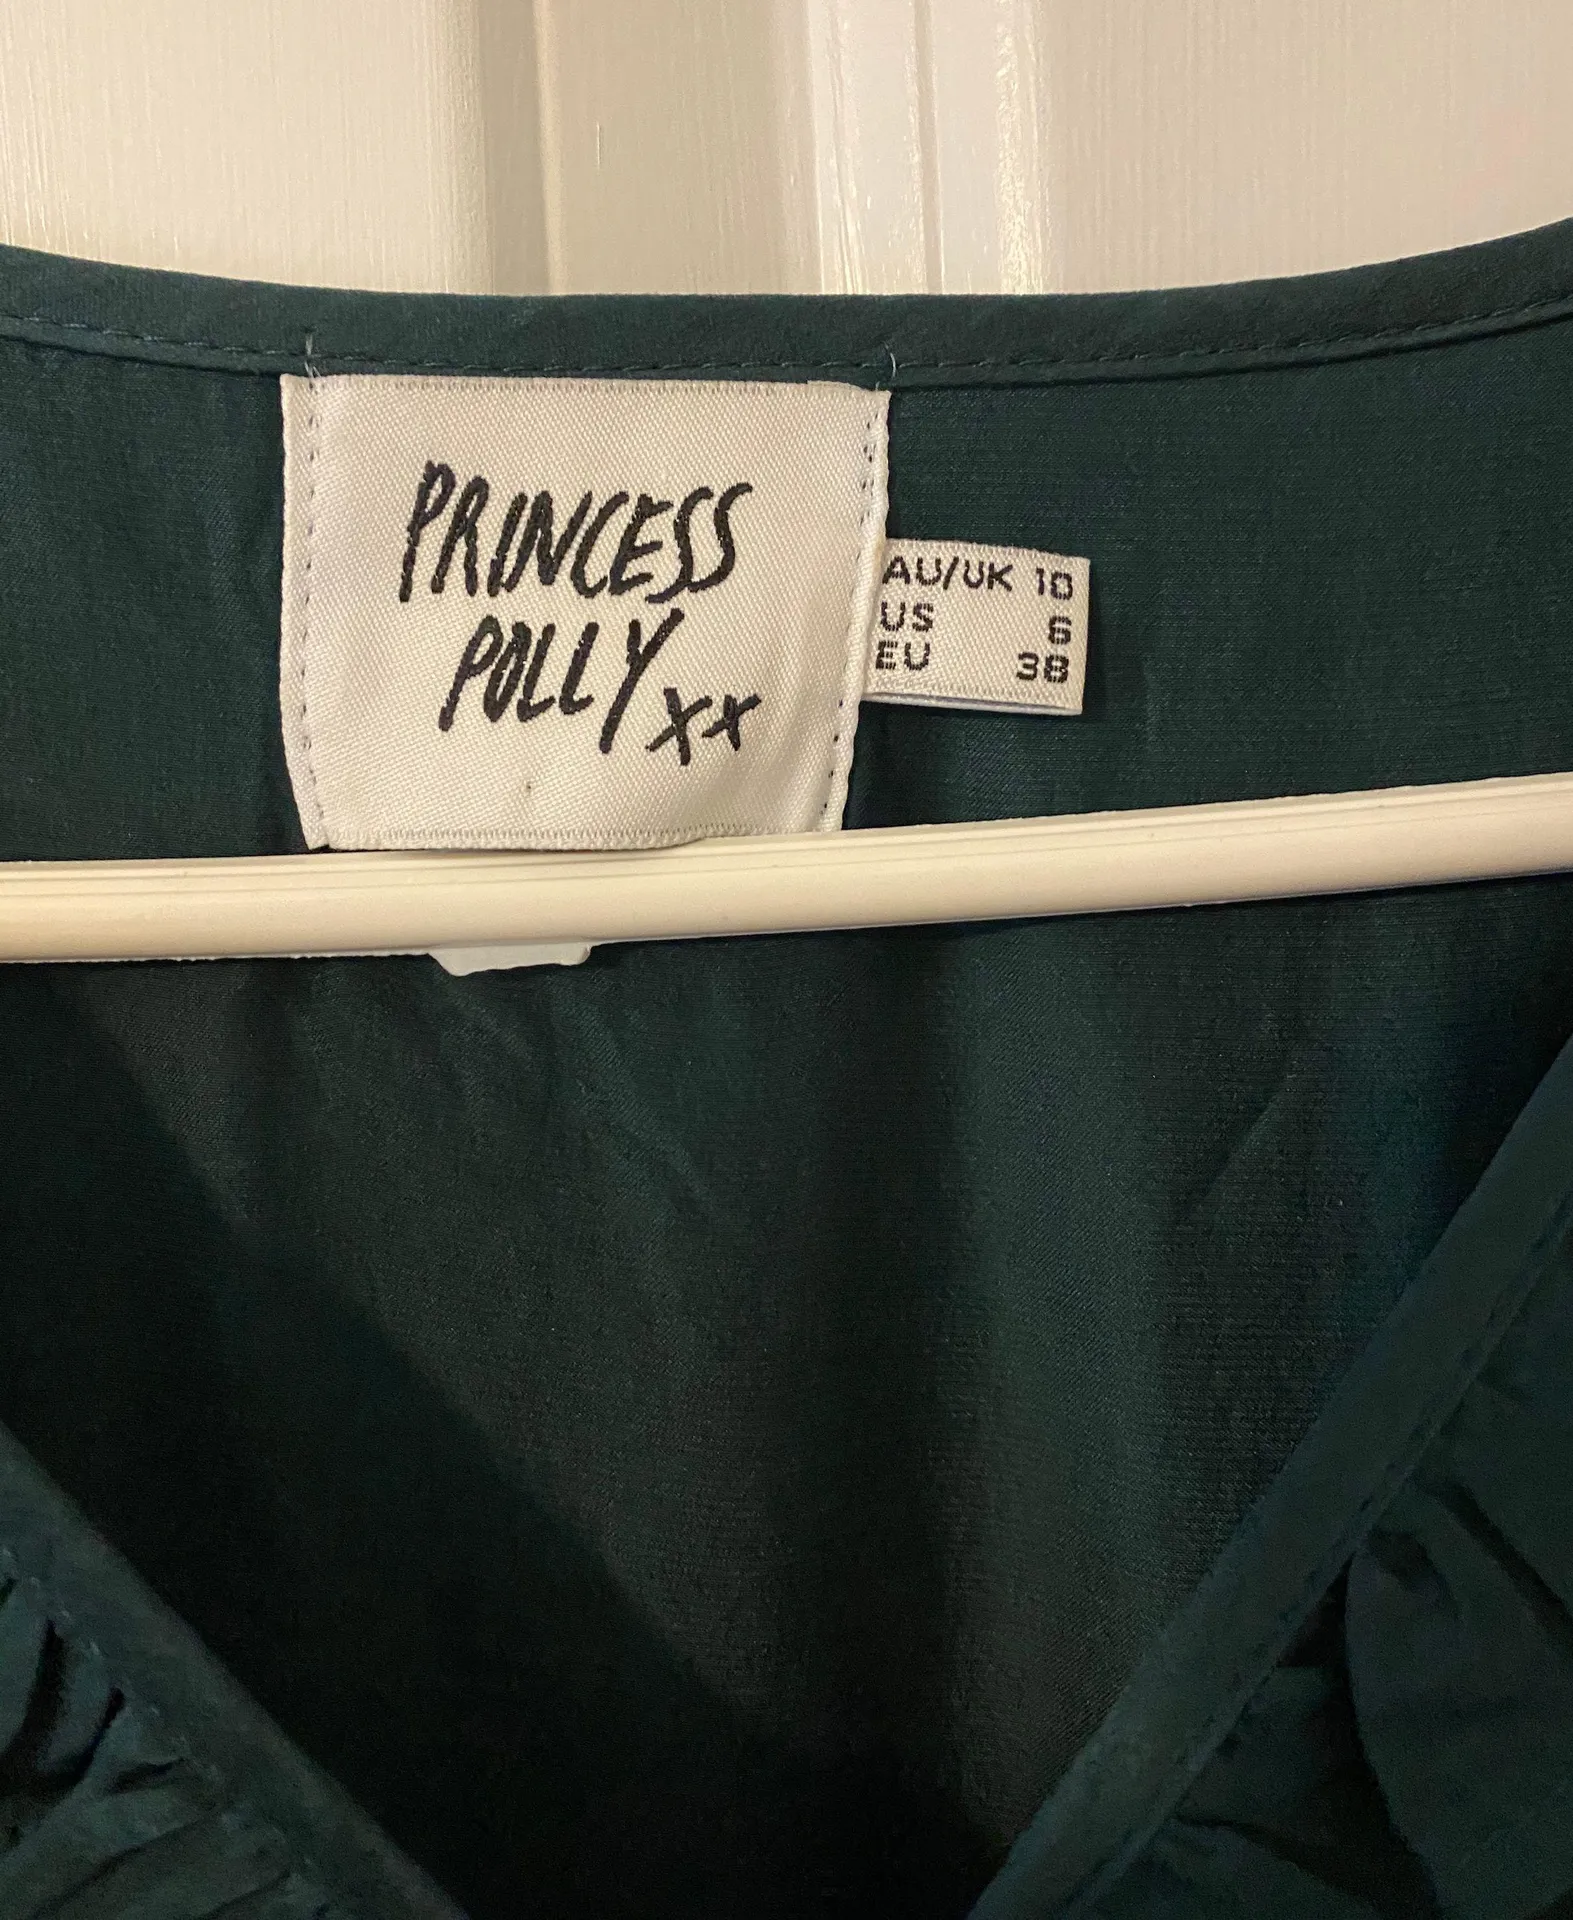 PRINCESS
POLLY xx
AU/UK 10
US 6
EU 38